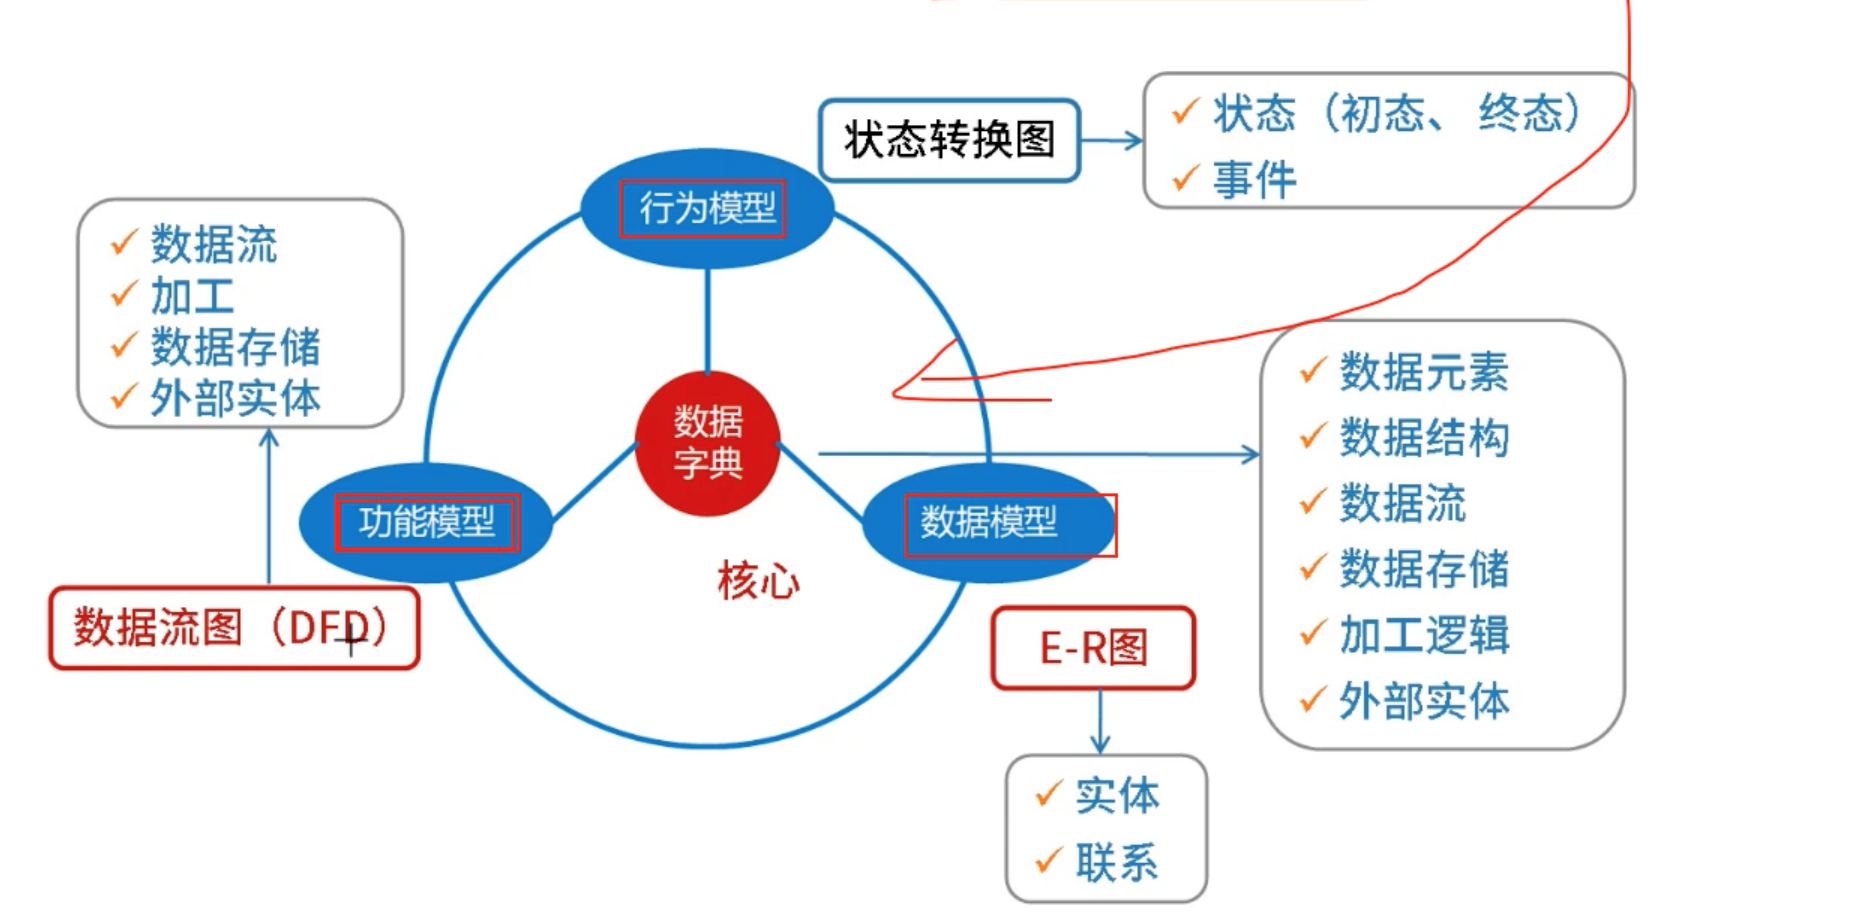 状态转换图
状态（初态、 终态）
事件
行为模型
数据流
加工
数据存储
外部实体
数据
字典
功能模型
数据模型
核心
数据流图（DFD）
E-R图
数据元素
数据结构
数据流
数据存储
加工逻辑
外部实体
实体
联系